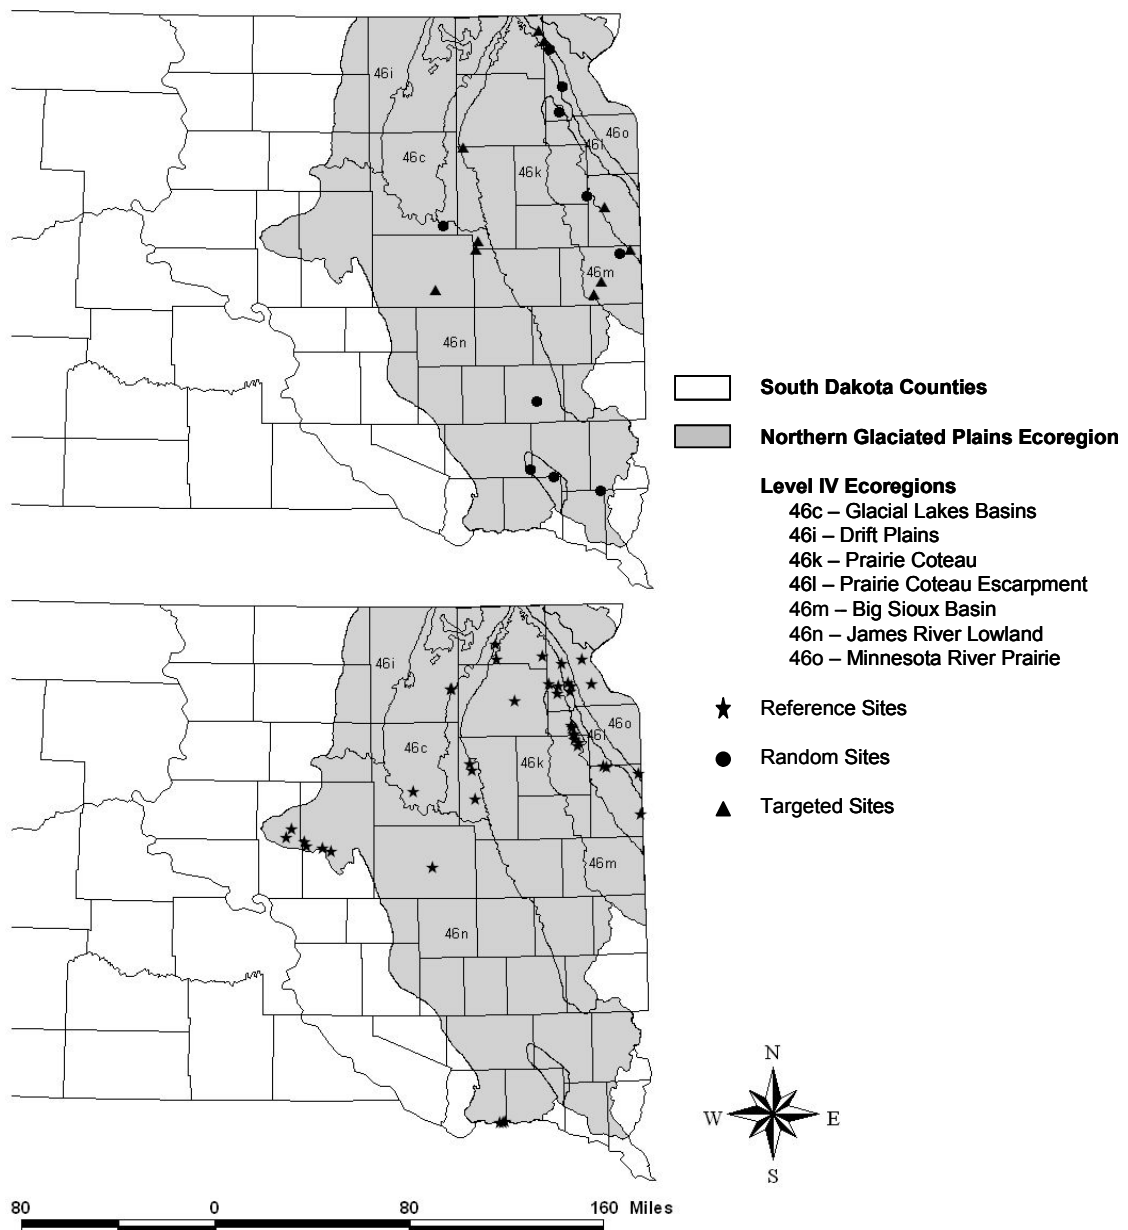 46i
46o
46l
46c
46k
46m
46n
South Dakota Counties
Northern Glaciated Plains Ecoregion
Level IV Ecoregions
46c – Glacial Lakes Basins
46i – Drift Plains
46k – Prairie Coteau
46l – Prairie Coteau Escarpment
46m – Big Sioux Basin
46n – James River Lowland
46o – Minnesota River Prairie
Reference Sites
Random Sites
Targeted Sites
46i
46o
46l
46c
46k
46m
46n
N
W E
S
80 0 80 160 Miles